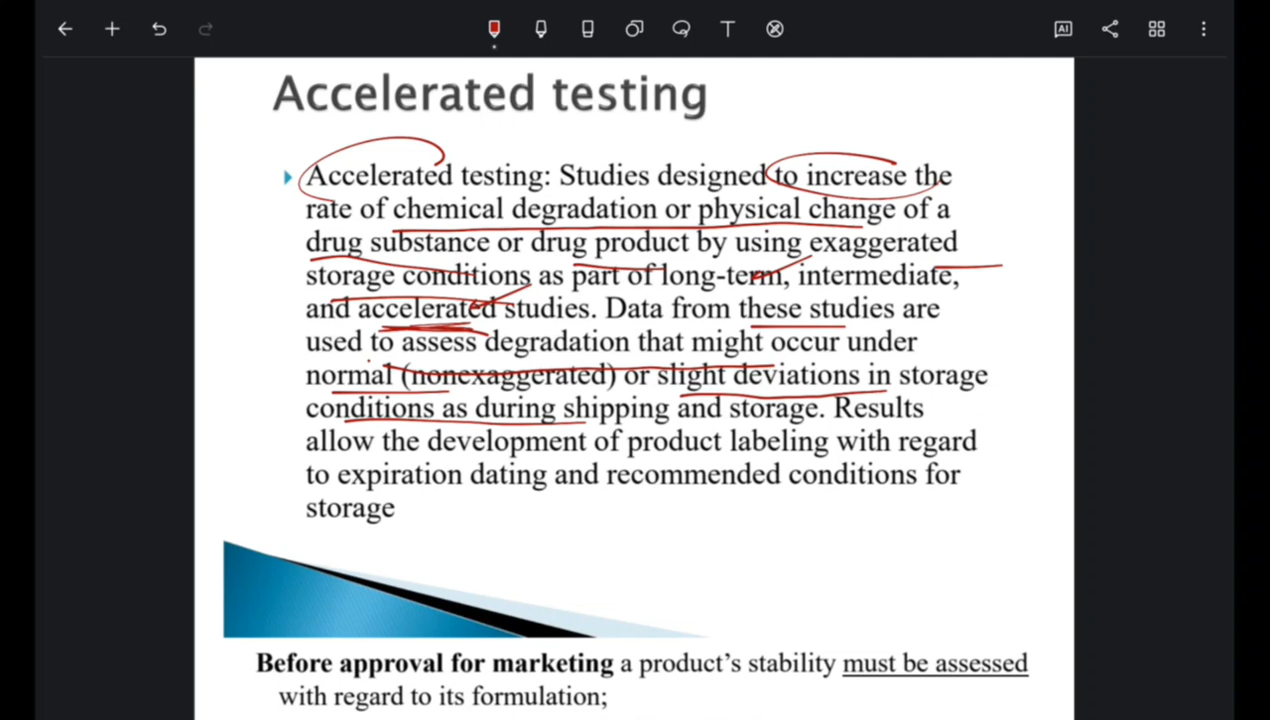 AI
T
Accelerated testing
Accelerated testing: Studies designed to increase the
rate of chemical degradation or physical change of a
drug substance or drug product by using exaggerated
storage conditions as part of long-term, intermediate,
and accelerated studies. Data from these studies are
used to assess degradation that might occur under
normal (nonexaggerated) or slight deviations in storage
conditions as during shipping and storage. Results
allow the development of product labeling with regard
to expiration dating and recommended conditions for
storage
Before approval for marketing a product's stability must be assessed
with regard to its formulation;